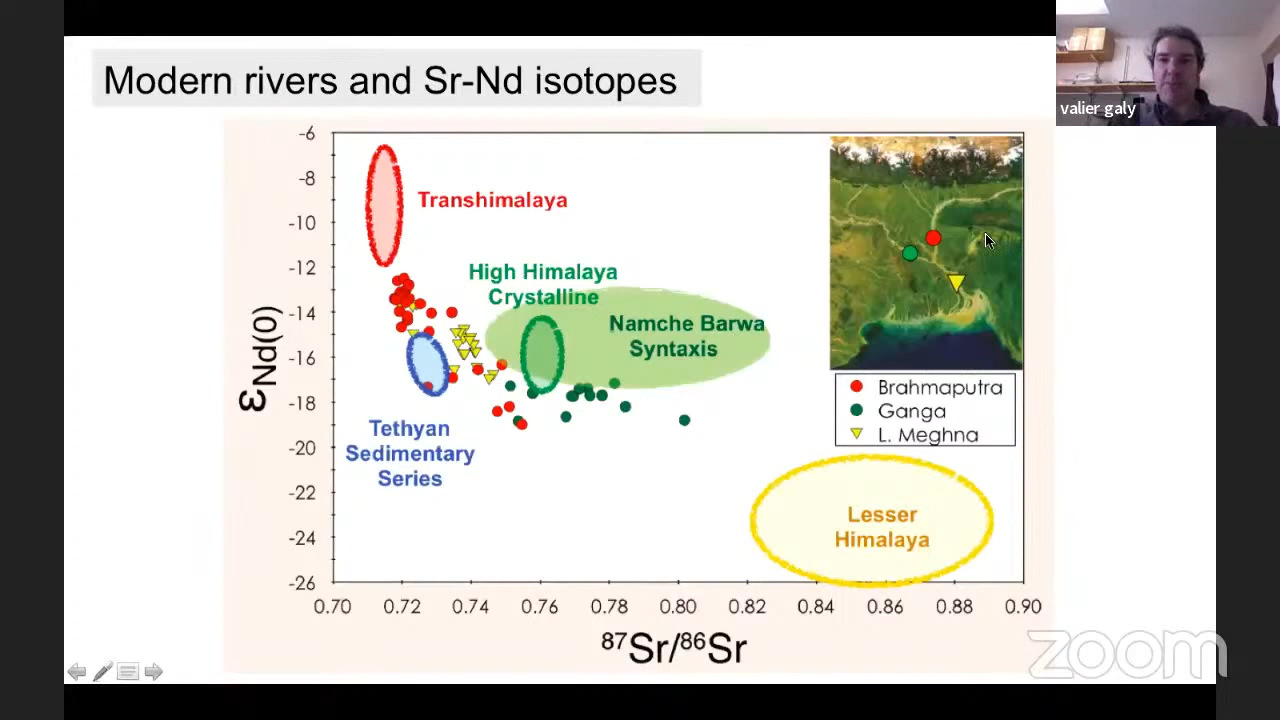 Modern rivers and Sr-Nd isotopes
valier galy
-6
-8
-10
-12
-14
-16
-18
-20
-22
-24
-26
εNd(0)
Transhimalaya
High Himalaya
Crystalline
Namche Barwa
Syntaxis
Tethyan
Sedimentary
Series
Brahmaputra
Ganga
L. Meghna
Lesser
Himalaya
0.70 0.72 0.74 0.76 0.78 0.80 0.82 0.84 0.86 0.88 0.90
⁸⁷Sr/⁸⁶Sr
zoom